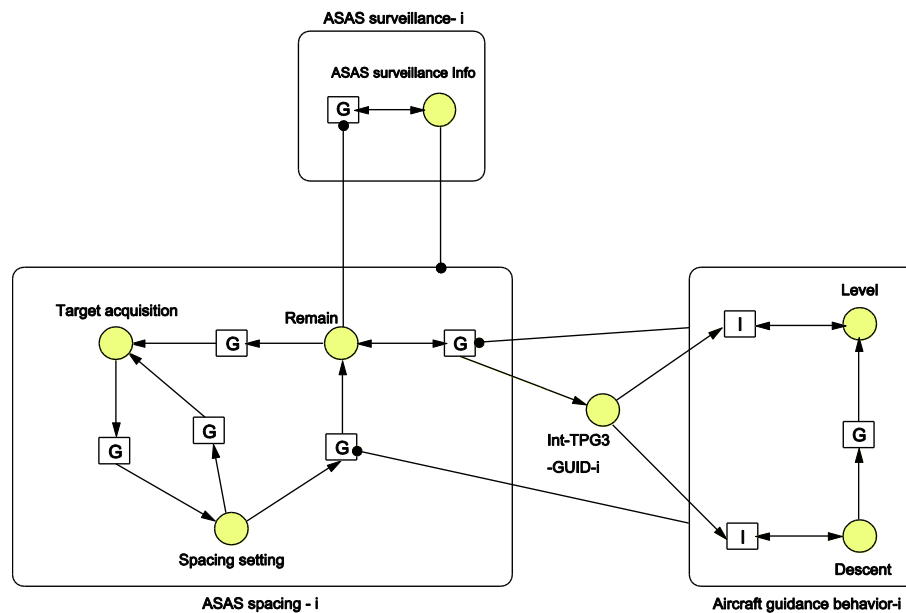 ASAS surveillance- i
ASAS surveillance Info
G
Target acquisition
Remain
Level
G
G
I
G
G
G
G
Int-TPG3
-GUID-i
I
Spacing setting
Descent
ASAS spacing - i
Aircraft guidance behavior-i